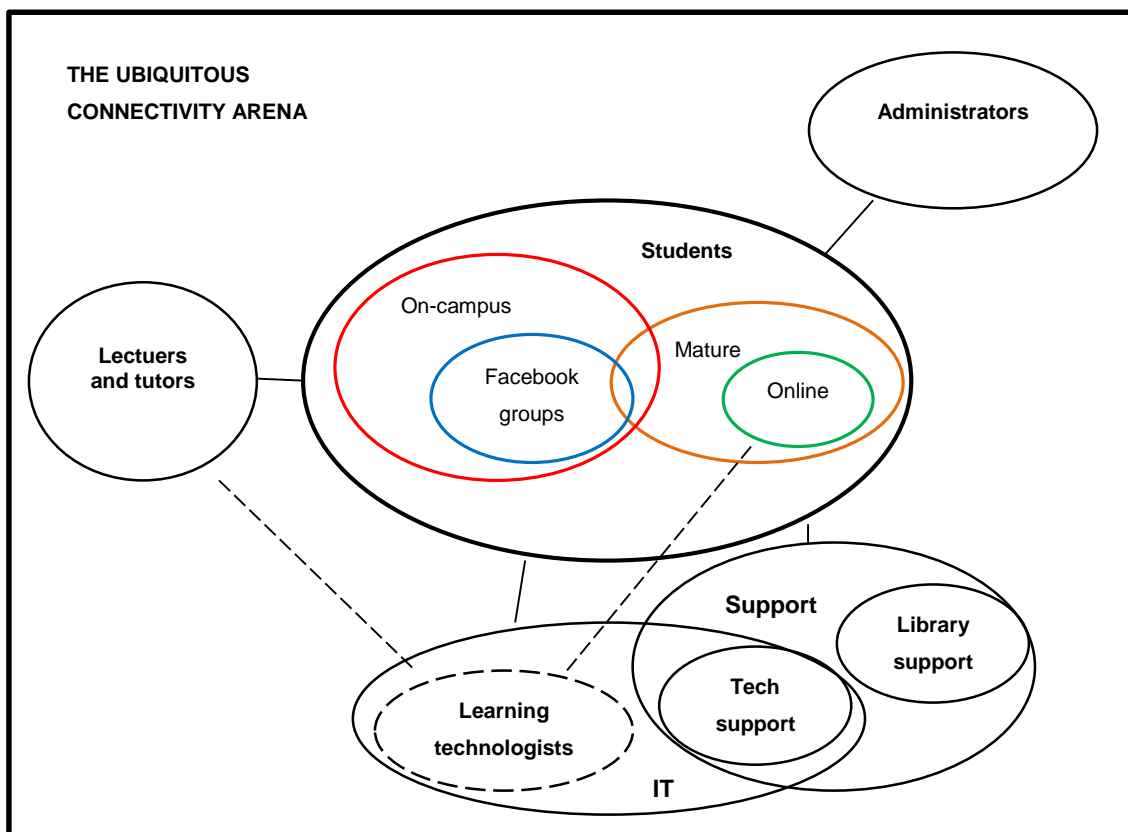 THE UBIQUITOUS
CONNECTIVITY ARENA
Administrators
Students
On-campus
Mature
Lectuers
and tutors
Facebook
groups
Online
Support
Library
support
Tech
support
Learning
technologists
IT